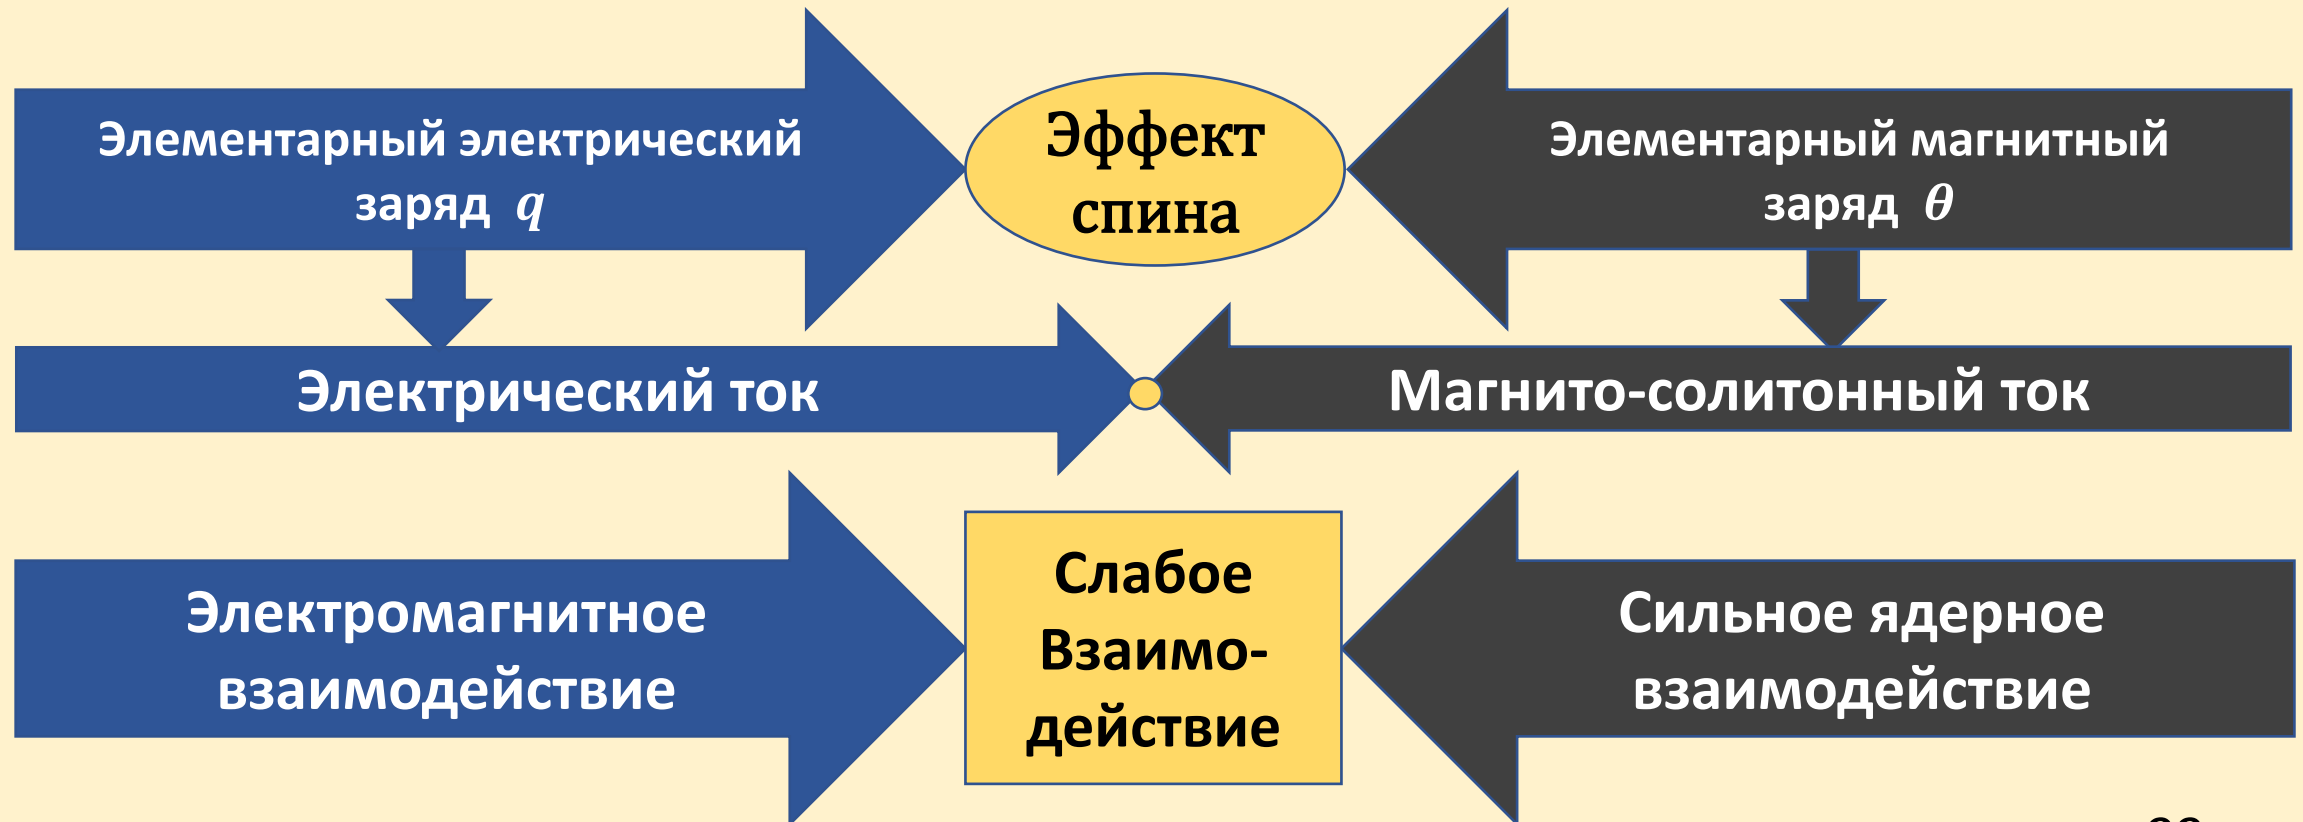 Элементарный электрический
заряд q
Эффект
спина
Элементарный магнитный
заряд θ
Электрический ток
Магнито-солитонный ток
Электромагнитное
взаимодействие
Слабое
Взаимо-
действие
Сильное ядерное
взаимодействие